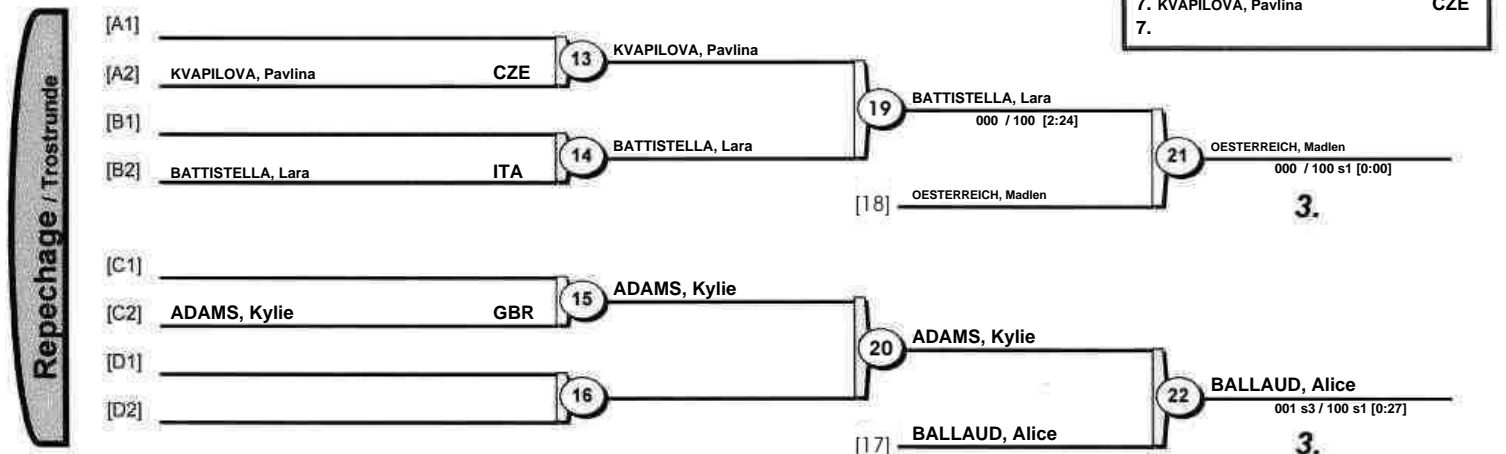 7. KVAPILOVA, Pavlina CZE
7.
Repechage / Trostrunde
[A1]
13
KVAPILOVA, Pavlina
[A2] KVAPILOVA, Pavlina CZE
19
BATTISTELLA, Lara
000 / 100 [2:24]
[B1]
14
BATTISTELLA, Lara
[B2] BATTISTELLA, Lara ITA
21
OESTERREICH, Madlen
000 / 100 s1 [0:00]
[18] OESTERREICH, Madlen
3.
[C1]
15
ADAMS, Kylie
[C2] ADAMS, Kylie GBR
20
ADAMS, Kylie
[D1]
16
[D2]
22
BALLAUD, Alice
001 s3 / 100 s1 [0:27]
[17] BALLAUD, Alice
3.